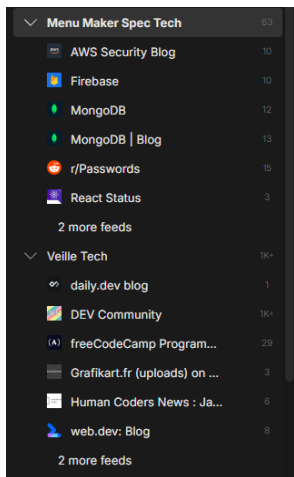 Menu Maker Spec Tech 63
AWS Security Blog 10
Firebase 10
MongoDB 12
MongoDB | Blog 13
r/Passwords 15
React Status 3
2 more feeds
Veille Tech 1K+
daily.dev blog 1
DEV Community 1K+
(A) freeCodeCamp Program... 29
Grafikart.fr (uploads) on ... 3
Human Coders News : Ja... 6
web.dev: Blog 8
2 more feeds